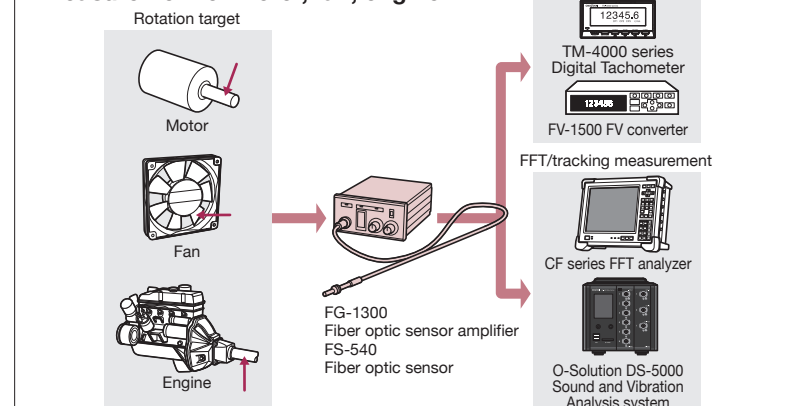 Rotation target
Motor
Fan
Engine
FG-1300
Fiber optic sensor amplifier
FS-540
Fiber optic sensor
12345.6
TM-4000 series
Digital Tachometer
123456
FV-1500 FV converter
FFT/tracking measurement
CF series FFT analyzer
O-Solution DS-5000
Sound and Vibration
Analysis system